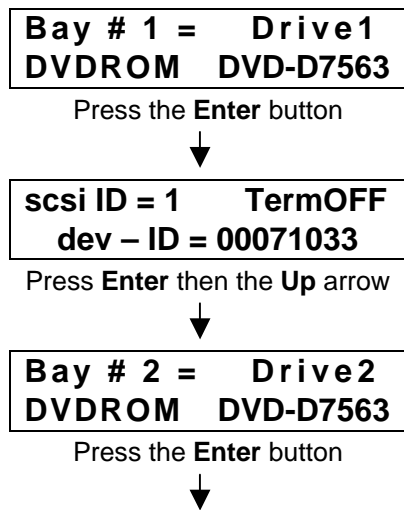 Bay # 1 = Drive1
DVDROM DVD-D7563
Press the Enter button
scsi ID = 1 TermOFF
dev – ID = 00071033
Press Enter then the Up arrow
Bay # 2 = Drive2
DVDROM DVD-D7563
Press the Enter button